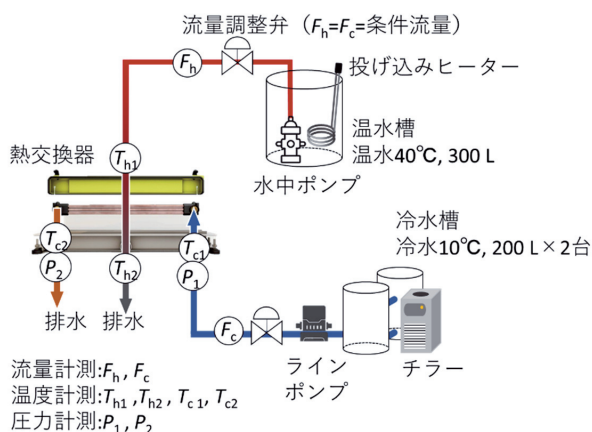 流量調整弁（Fh=Fc=条件流量）
Fh
投げ込みヒーター
熱交換器
Th1
温水槽
温水40℃, 300 L
水中ポンプ
冷水槽
冷水10℃, 200 L×2台
Tc2
Tc1
P2
Th2
P1
排水
排水
Fc
ライン
ポンプ
チラー
流量計測:Fh, Fc
温度計測:Th1 ,Th2, Tc 1, Tc2
圧力計測:P1, P2